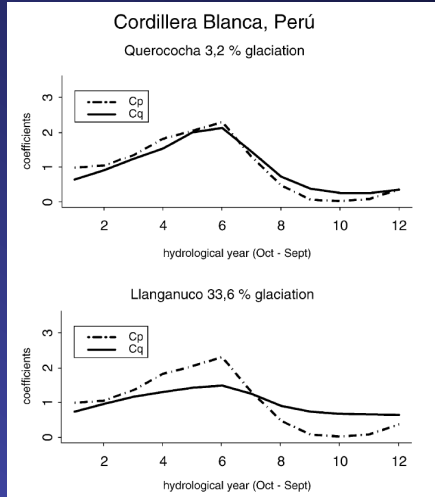 Cordillera Blanca, Perú
Querococha 3,2 % glaciation
coefficients
3
2
1
0
Cp
Cq
2 4 6 8 10 12
hydrological year (Oct - Sept)
Llanganuco 33,6 % glaciation
coefficients
3
2
1
0
Cp
Cq
2 4 6 8 10 12
hydrological year (Oct - Sept)